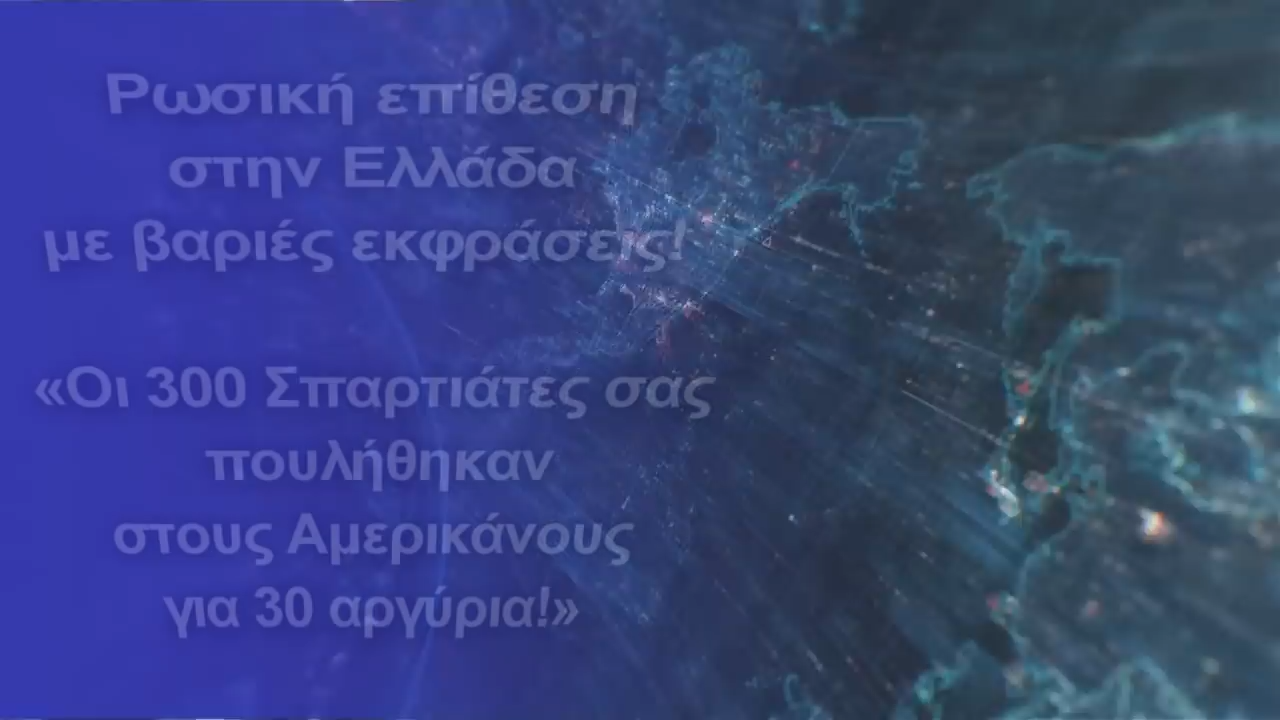 Ρωσική επίθεση
στην Ελλάδα
με βαριές εκφράσεις!
«Οι 300 Σπαρτιάτες σας
πουλήθηκαν
στους Αμερικάνους
για 30 αργύρια!»